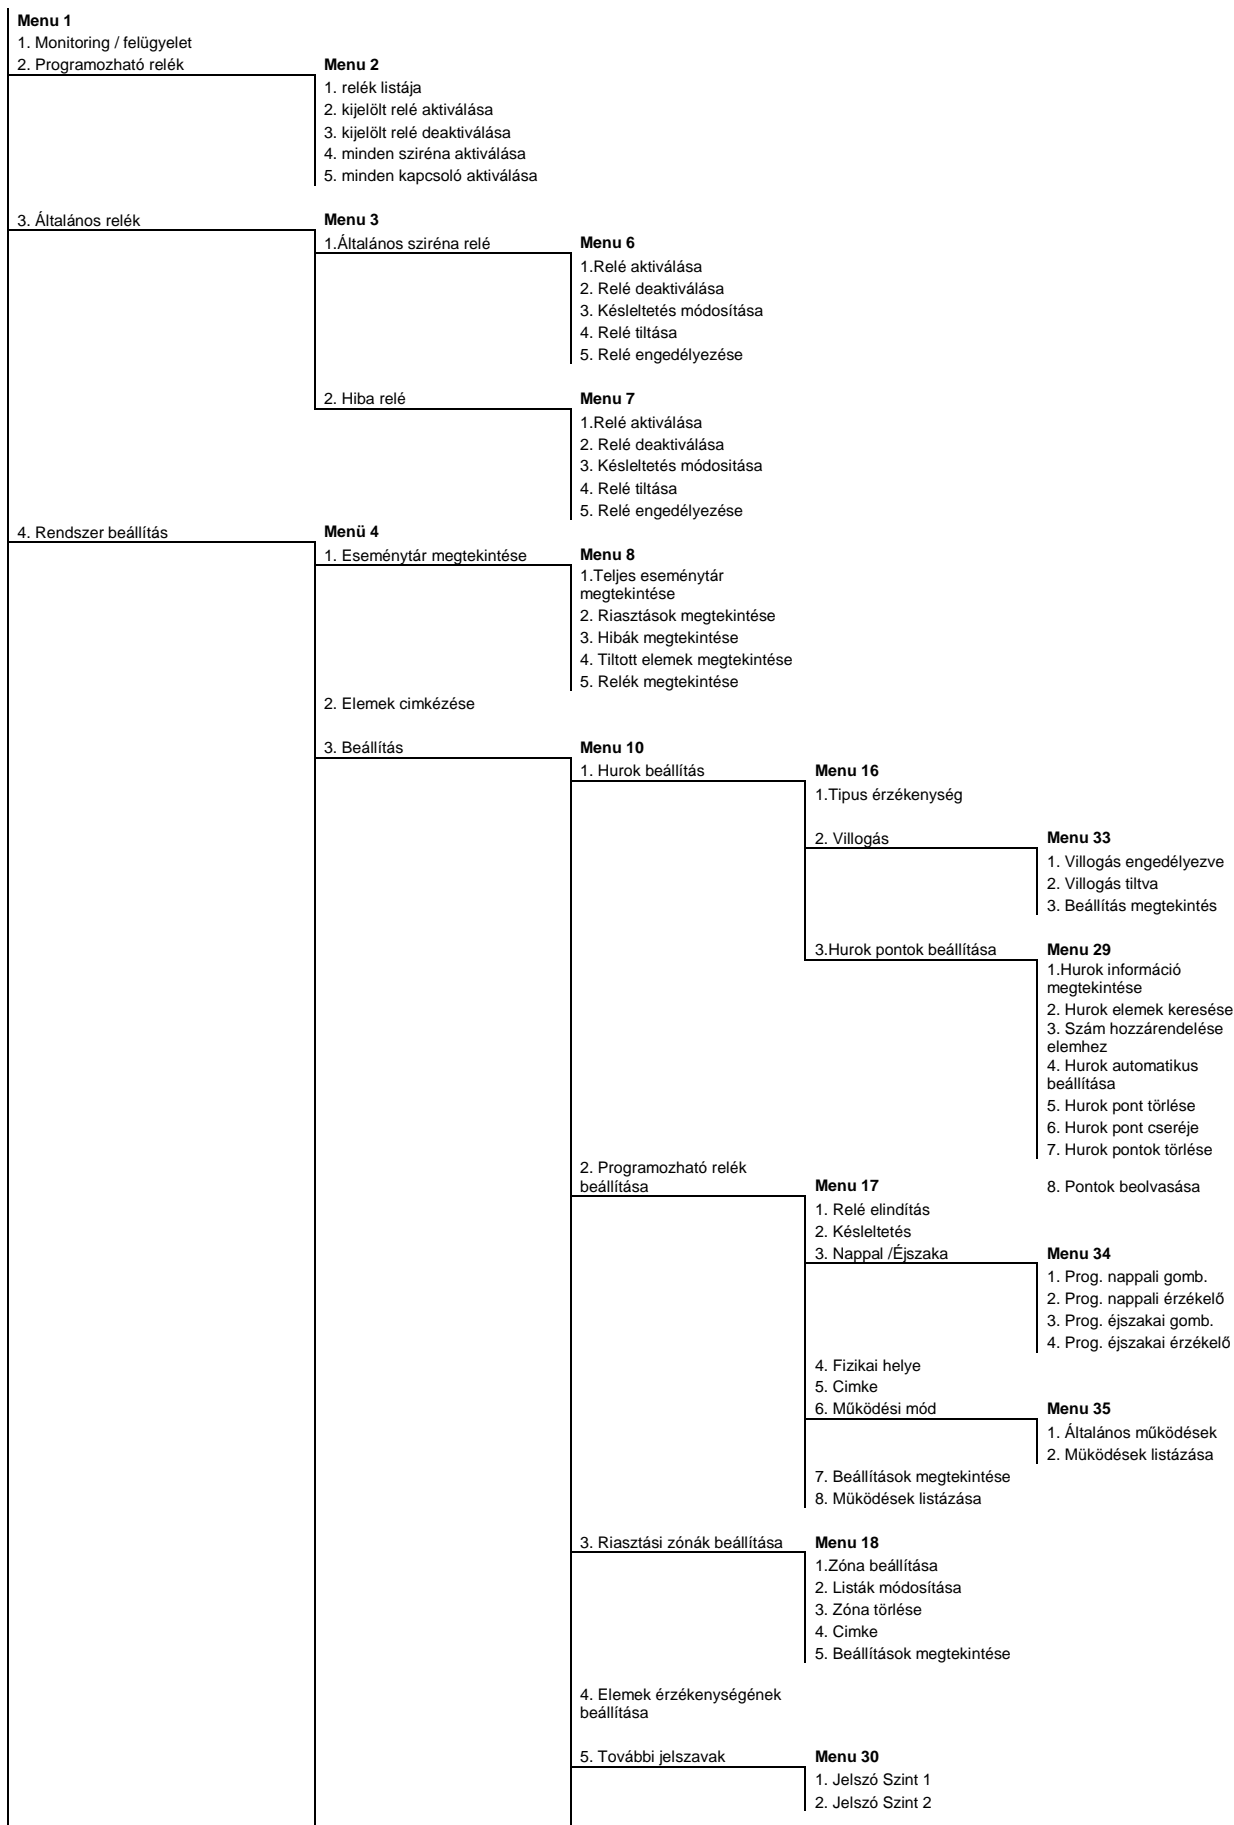 Menu 1
1. Monitoring / felügyelet
2. Programozható relék
Menu 2
1. relék listája
2. kijelölt relé aktiválása
3. kijelölt relé deaktiválása
4. minden sziréna aktiválása
5. minden kapcsoló aktiválása
3. Általános relék
Menu 3
1.Általános sziréna relé
Menu 6
1.Relé aktiválása
2. Relé deaktiválása
3. Késleltetés módosítása
4. Relé tiltása
5. Relé engedélyezése
2. Hiba relé
Menu 7
1.Relé aktiválása
2. Relé deaktiválása
3. Késleltetés módositása
4. Relé tiltása
5. Relé engedélyezése
4. Rendszer beállítás
Menü 4
1. Eseménytár megtekintése
Menu 8
1.Teljes eseménytár
megtekintése
2. Riasztások megtekintése
3. Hibák megtekintése
4. Tiltott elemek megtekintése
5. Relék megtekintése
2. Elemek cimkézése
3. Beállítás
Menu 10
1. Hurok beállítás
Menu 16
1.Tipus érzékenység
2. Villogás
Menu 33
1. Villogás engedélyezve
2. Villogás tiltva
3. Beállítás megtekintés
3.Hurok pontok beállítása
Menu 29
1.Hurok információ
megtekintése
2. Hurok elemek keresése
3. Szám hozzárendelése
elemhez
4. Hurok automatikus
beállítása
5. Hurok pont törlése
6. Hurok pont cseréje
7. Hurok pontok törlése
8. Pontok beolvasása
2. Programozható relék
beállítása
Menu 17
1. Relé elindítás
2. Késleltetés
3. Nappal /Éjszaka
Menu 34
1. Prog. nappali gomb.
2. Prog. nappali érzékelő
3. Prog. éjszakai gomb.
4. Prog. éjszakai érzékelő
4. Fizikai helye
5. Cimke
6. Működési mód
Menu 35
1. Általános működések
2. Müködések listázása
7. Beállítások megtekintése
8. Müködések listázása
3. Riasztási zónák beállítása
Menu 18
1.Zóna beállítása
2. Listák módosítása
3. Zóna törlése
4. Cimke
5. Beállítások megtekintése
4. Elemek érzékenységének
beállítása
5. További jelszavak
Menu 30
1. Jelszó Szint 1
2. Jelszó Szint 2